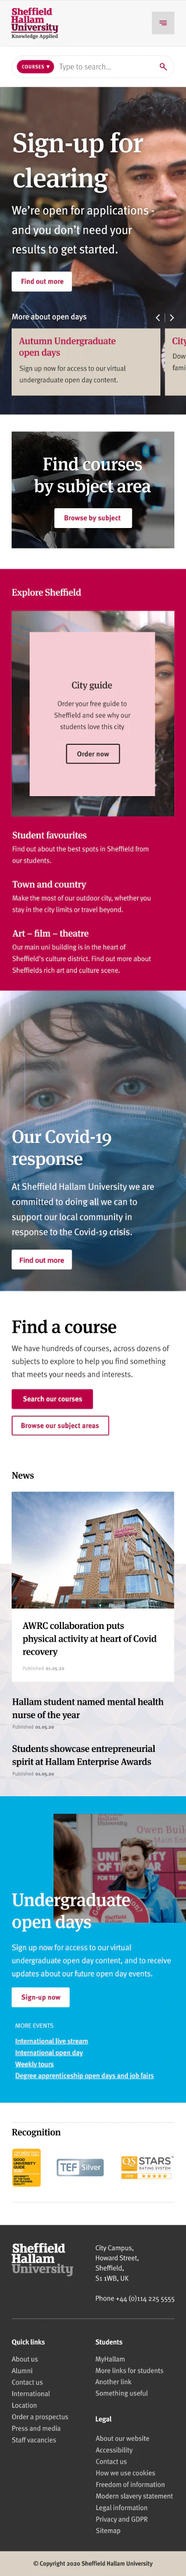 Sheffield
Hallam
University
Knowledge Applied
COURSES ▼ Type to search...
Sign-up for
clearing
We're open for applications -
and you don't need your
results to get started.
Find out more
More about open days
Autumn Undergraduate
open days
Sign up now for access to our virtual
undergraduate open day content.
City
Dow
fami
Find courses
by subject area
Browse by subject
Explore Sheffield
City guide
Order your free guide to
Sheffield and see why our
students love this city
Order now
Student favourites
Find out about the best spots in Sheffield from
our students.
Town and country
Make the most of our outdoor city, whether you
stay in the city limits or travel beyond.
Art – film – theatre
Our main uni building is in the heart of
Sheffield's culture district. Find out more about
Sheffields rich art and culture scene.
Our Covid-19
response
At Sheffield Hallam University we are
committed to doing all we can to
support our local community in
response to the Covid-19 crisis.
Find out more
Find a course
We have hundreds of courses, across dozens of
subjects to explore to help you find something
that meets your needs and interests.
Search our courses
Browse our subject areas
News
AWRC collaboration puts
physical activity at heart of Covid
recovery
Published 01.09.20
Hallam student named mental health
nurse of the year
Published 01.09.20
Students showcase entrepreneurial
spirit at Hallam Enterprise Awards
Published 01.09.20
Undergraduate
open days
Sign up now for access to our virtual
undergraduate open day content, and to receive
updates about our future open day events.
Sign-up now
MORE EVENTS
International live stream
International open day
Weekly tours
Degree apprenticeship open days and job fairs
Recognition
GOOD
UNIVERSITY
GUIDE
TEF Silver
QS STARS
RATING SYSTEM
Sheffield
Hallam
University
City Campus,
Howard Street,
Sheffield,
S1 1WB, UK
Phone +44 (0)114 225 5555
Quick links
About us
Alumni
Contact us
International
Location
Order a prospectus
Press and media
Staff vacancies
Students
MyHallam
More links for students
Another link
Something useful
Legal
About our website
Accessibility
Contact us
How we use cookies
Freedom of information
Modern slavery statement
Legal information
Privacy and GDPR
Sitemap
© Copyright 2020 Sheffield Hallam University